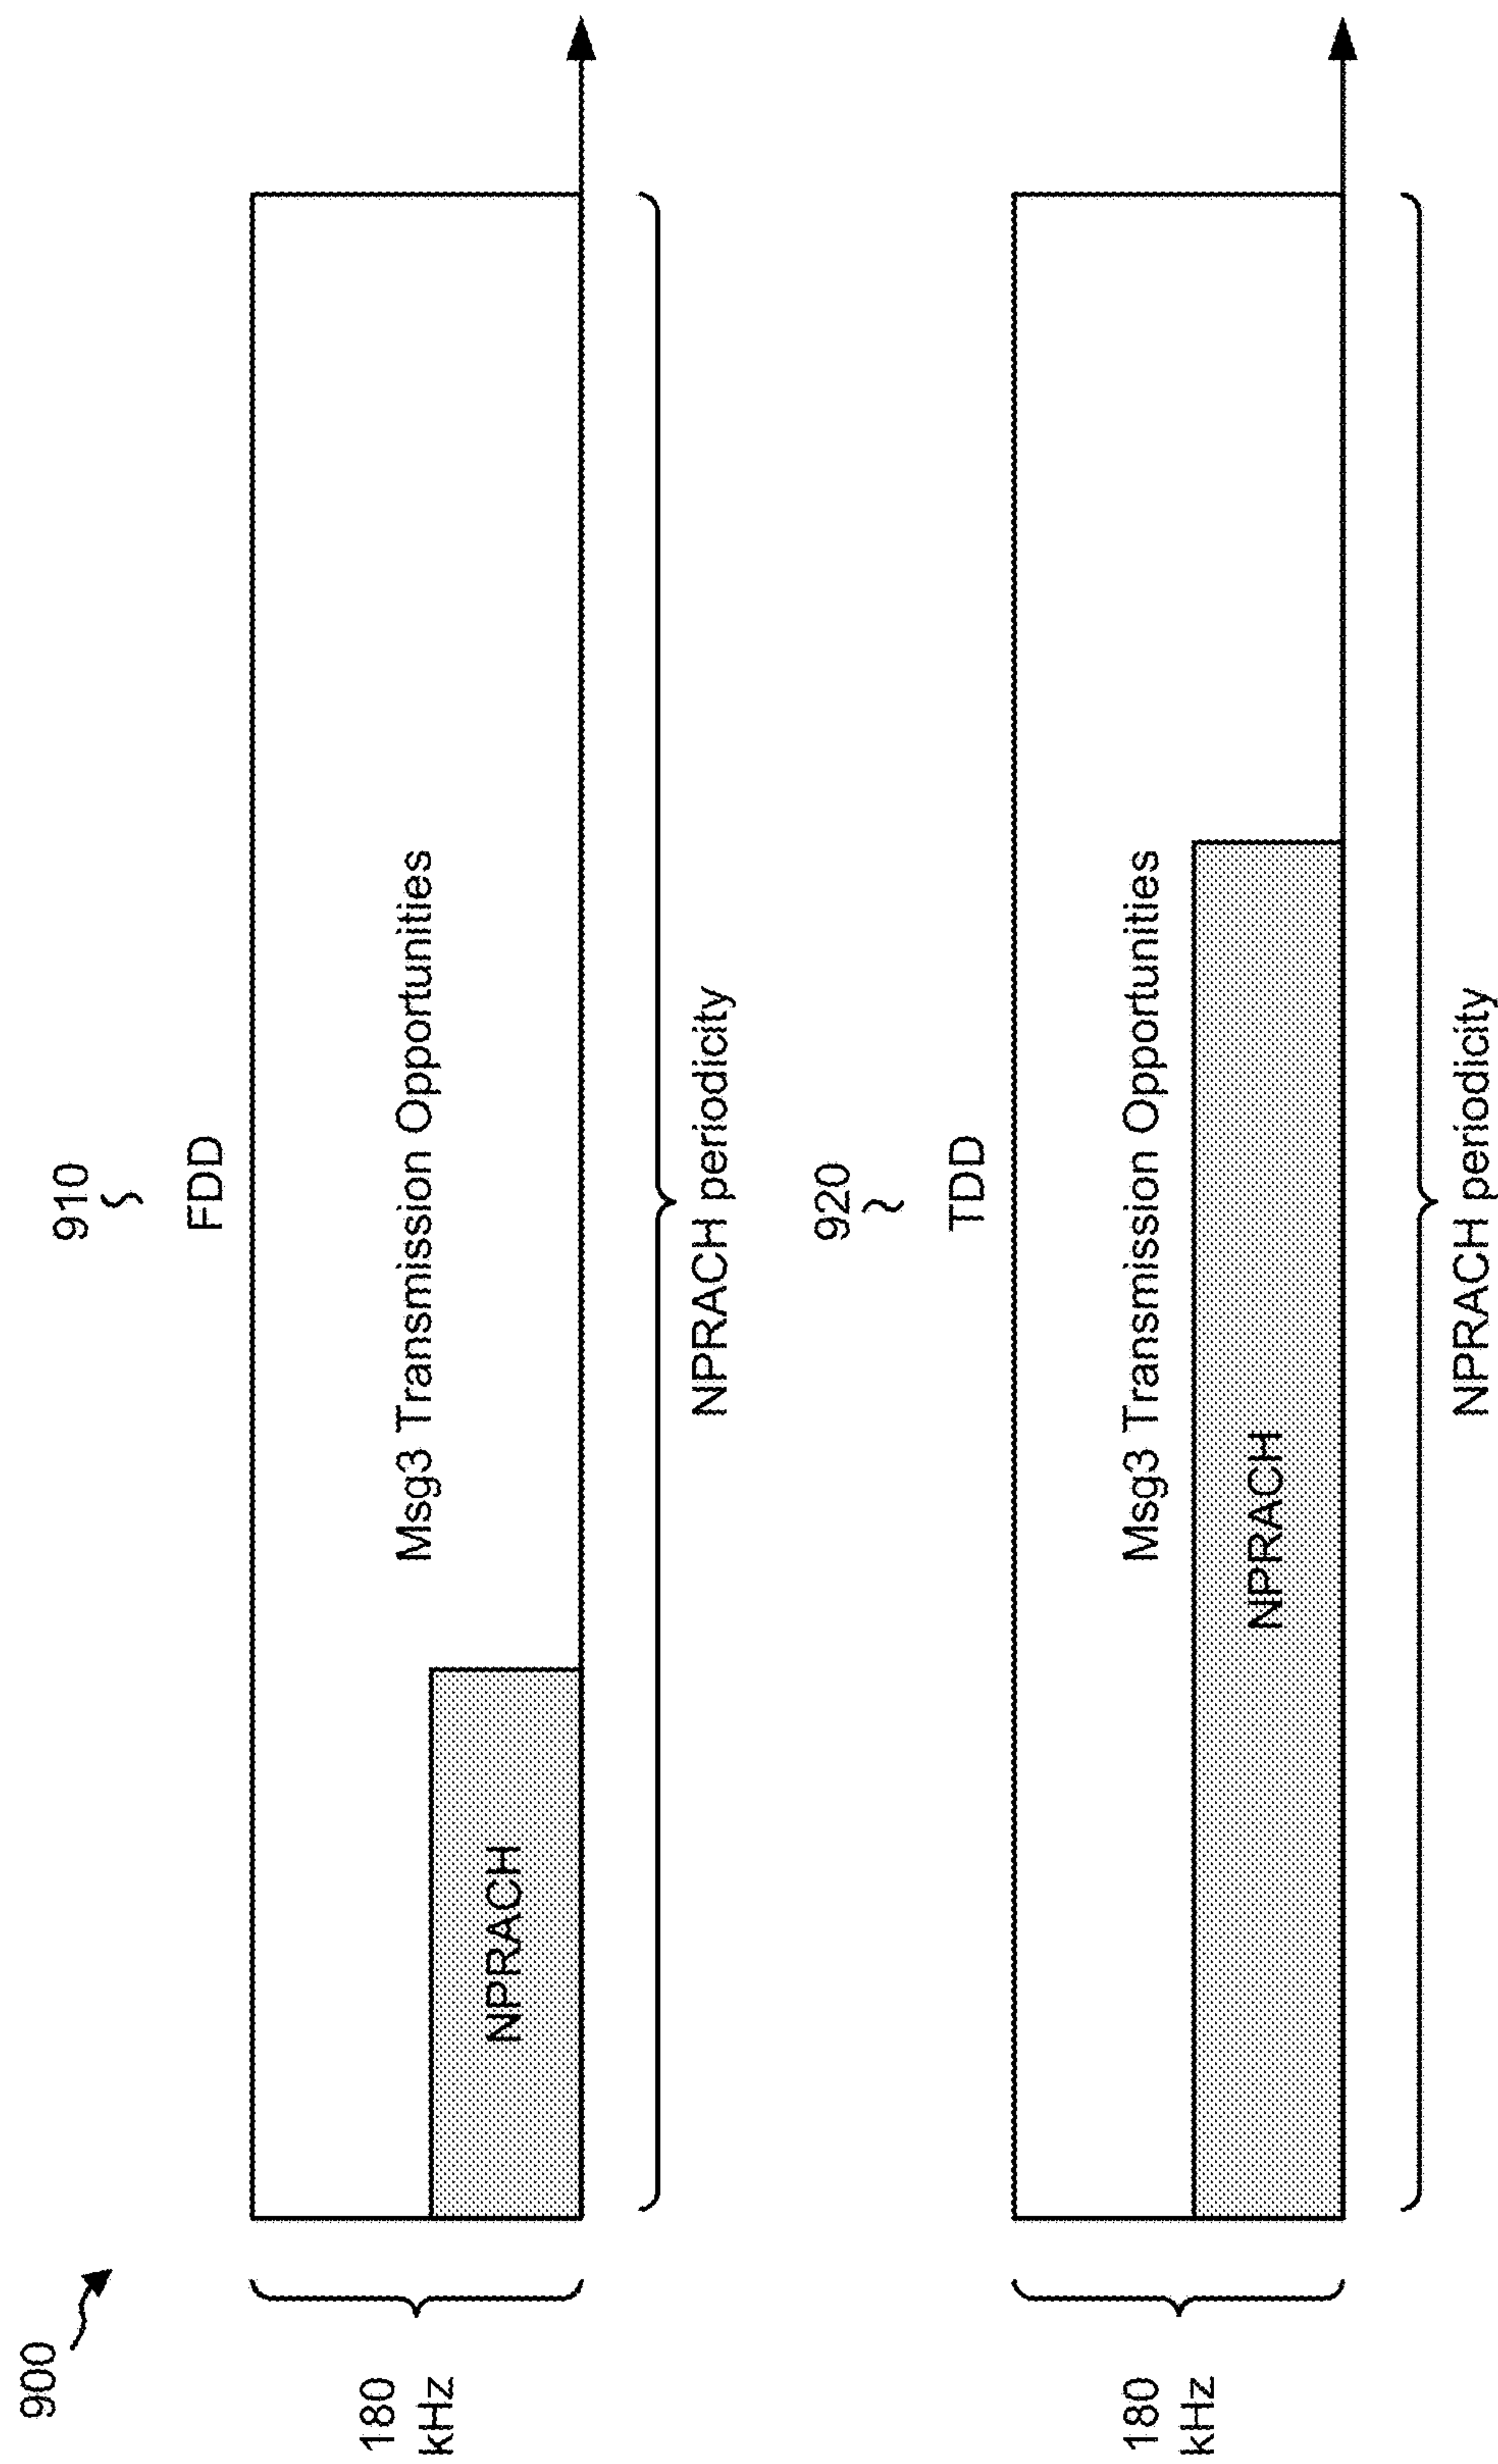 900
910
FDD
180
kHz
Msg3 Transmission Opportunities
NPRACH
NPRACH periodicity
920
TDD
180
kHz
Msg3 Transmission Opportunities
NPRACH
NPRACH periodicity